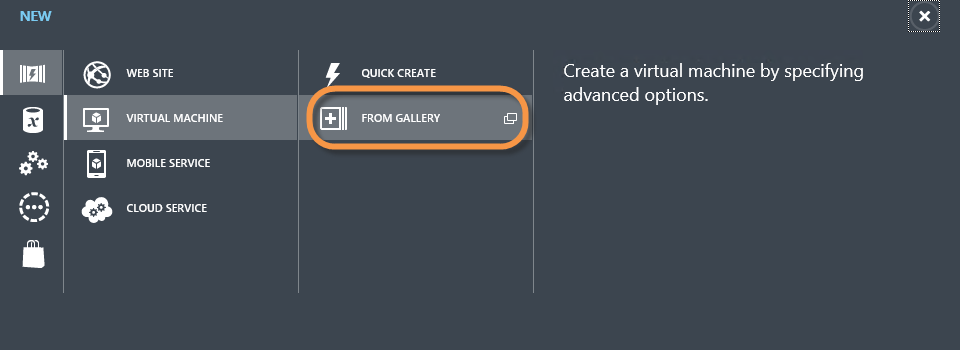 NEW
WEB SITE
VIRTUAL MACHINE
MOBILE SERVICE
CLOUD SERVICE
QUICK CREATE
FROM GALLERY
Create a virtual machine by specifying
advanced options.